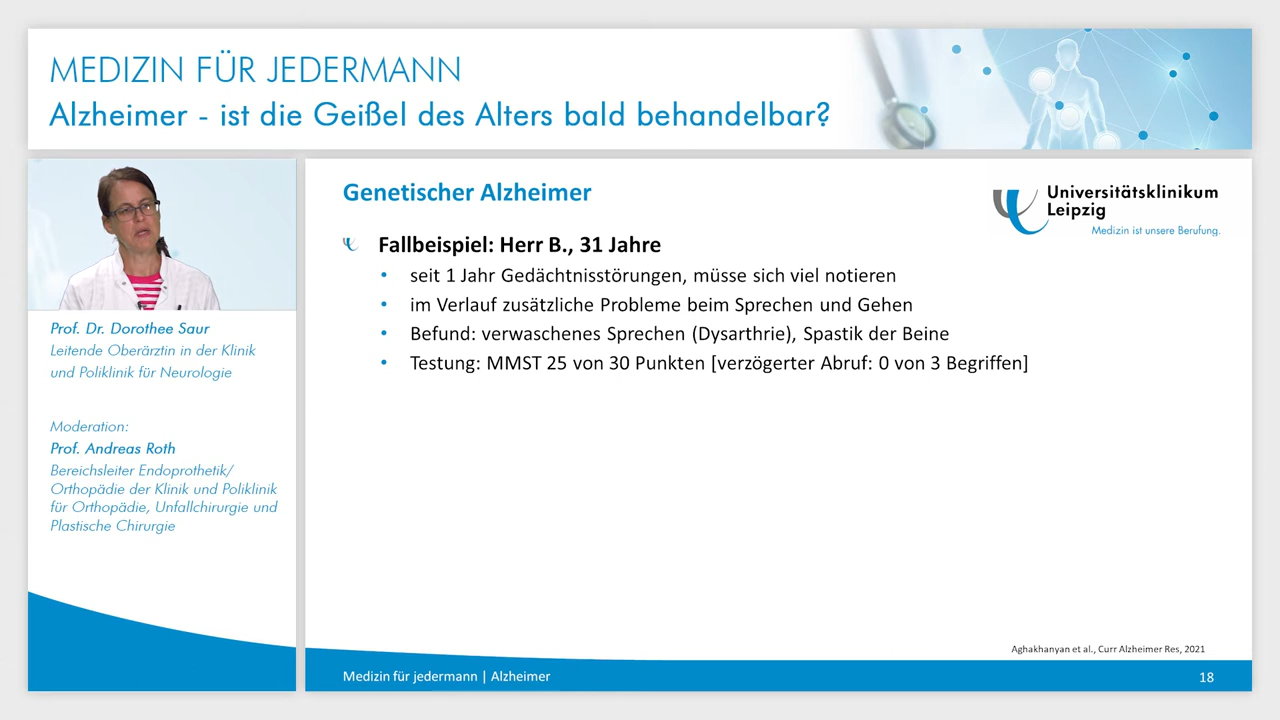 MEDIZIN FÜR JEDERMANN
Alzheimer - ist die Geißel des Alters bald behandelbar?
Prof. Dr. Dorothee Saur
Leitende Oberärztin in der Klinik
und Poliklinik für Neurologie
Moderation:
Prof. Andreas Roth
Bereichsleiter Endoprothetik/
Orthopädie der Klinik und Poliklinik
für Orthopädie, Unfallchirurgie und
Plastische Chirurgie
Genetischer Alzheimer
Universitätsklinikum
Leipzig
Medizin ist unsere Berufung.
Fallbeispiel: Herr B., 31 Jahre
• seit 1 Jahr Gedächtnisstörungen, müsse sich viel notieren
• im Verlauf zusätzliche Probleme beim Sprechen und Gehen
• Befund: verwaschenes Sprechen (Dysarthrie), Spastik der Beine
• Testung: MMST 25 von 30 Punkten [verzögerter Abruf: 0 von 3 Begriffen]
Aghakhanyan et al., Curr Alzheimer Res, 2021
Medizin für jedermann | Alzheimer
18